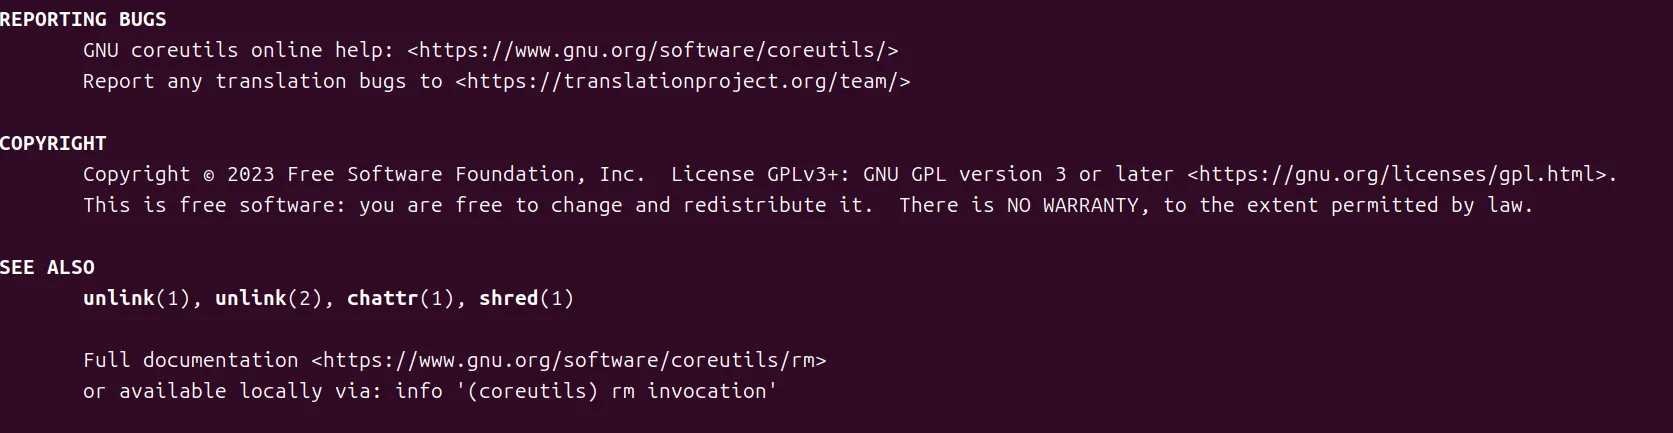 REPORTING BUGS
GNU coreutils online help: <https://www.gnu.org/software/coreutils/>
Report any translation bugs to <https://translationproject.org/team/>
COPYRIGHT
Copyright © 2023 Free Software Foundation, Inc.  License GPLv3+: GNU GPL version 3 or later <https://gnu.org/licenses/gpl.html>.
This is free software: you are free to change and redistribute it.  There is NO WARRANTY, to the extent permitted by law.
SEE ALSO
unlink(1), unlink(2), chattr(1), shred(1)
Full documentation <https://www.gnu.org/software/coreutils/rm>
or available locally via: info '(coreutils) rm invocation'